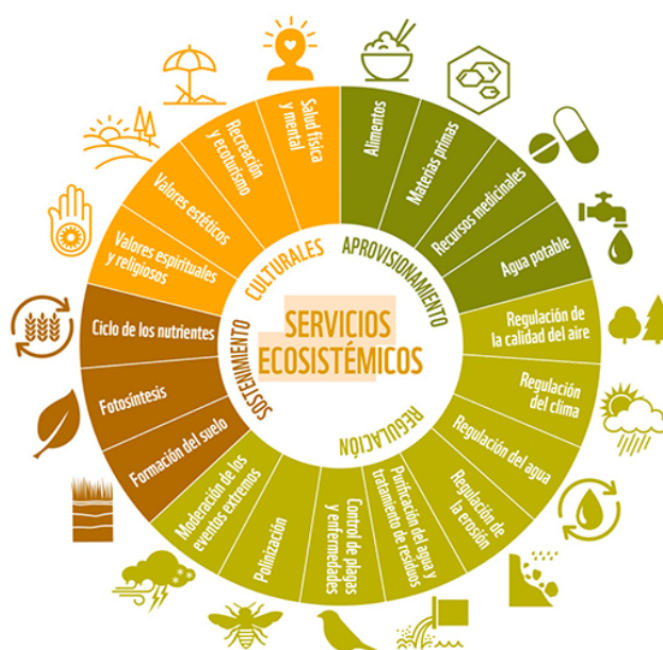 SERVICIOS
ECOSISTÉMICOS
APROVISIONAMIENTO
Alimentos
Materias primas
Recursos medicinales
Agua potable
REGULACIÓN
Regulación de
la calidad del aire
Regulación
del clima
Regulación del agua
Regulación de
la erosión
Purificación del agua y
tratamiento de residuos
Control de plagas
y enfermedades
Polinización
Moderación de los
eventos extremos
SOSTENIMIENTO
Formación del suelo
Fotosíntesis
Ciclo de los nutrientes
CULTURALES
Valores espirituales
y religiosos
Valores estéticos
Recreación
y ecoturismo
Salud física
y mental